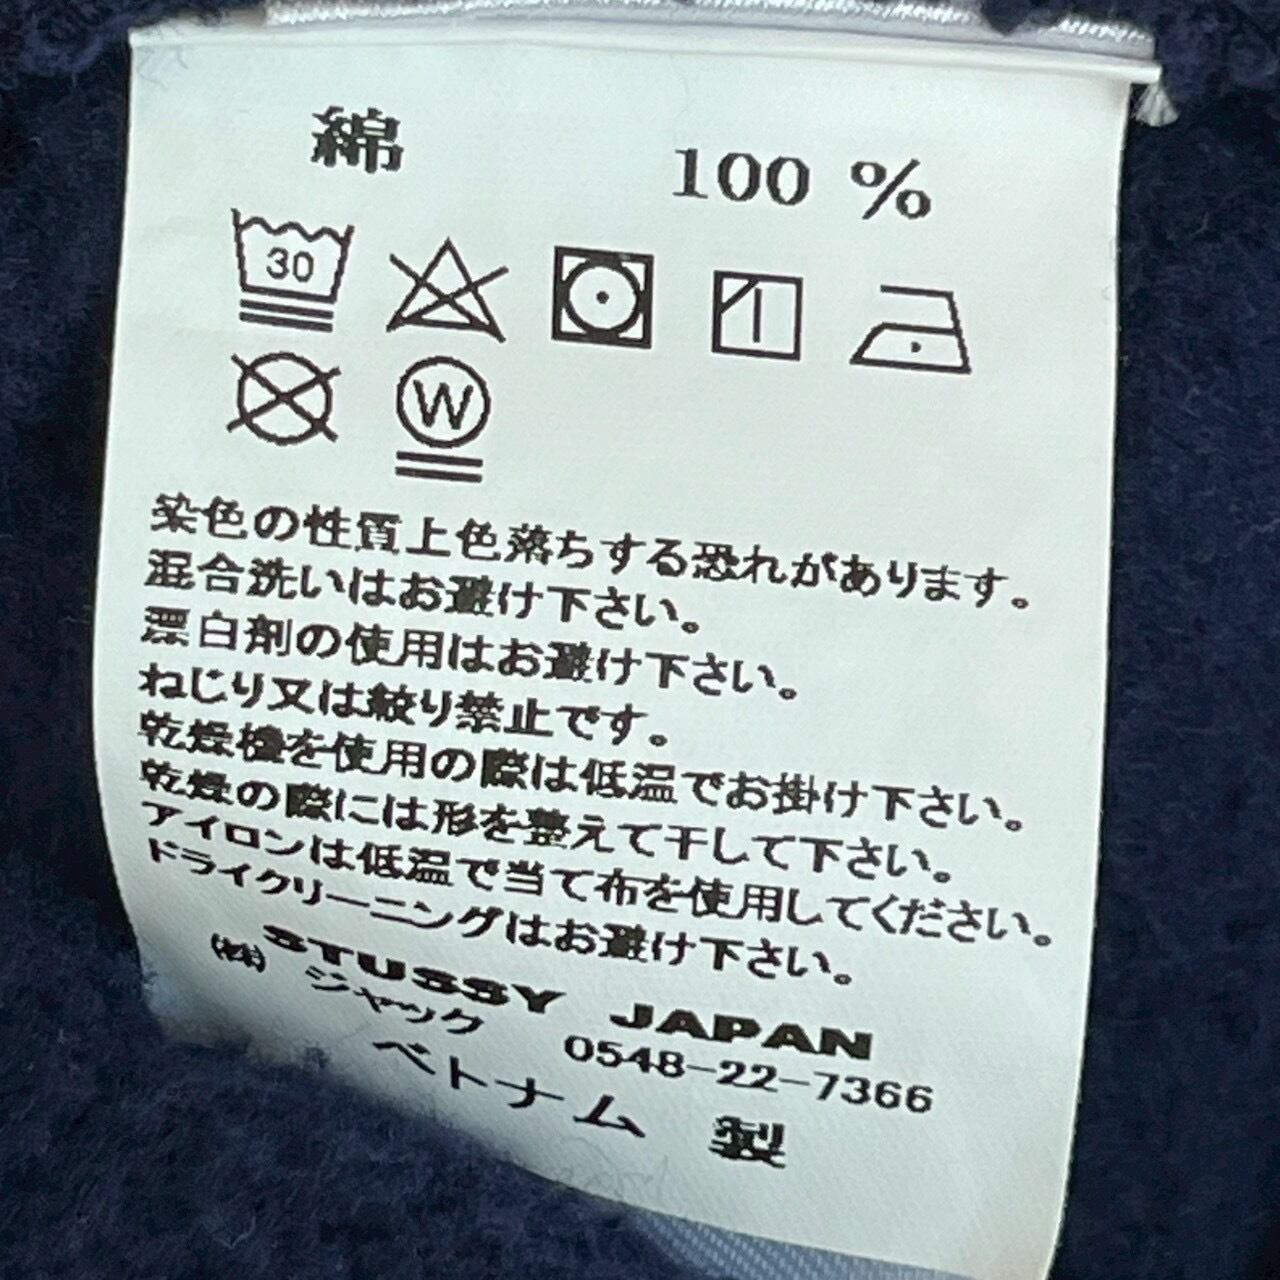 綿 100 %
30
W
染色の性質上色落ちする恐れがあります。
混合洗いはお避け下さい。
漂白剤の使用はお避け下さい。
ねじり又は絞り禁止です。
乾燥機を使用の際は低温でお掛け下さい。
乾燥の際には形を整えて干して下さい。
アイロンは低温で当て布を使用してください。
ドライクリーニングはお避け下さい。
STUSSY JAPAN
㈱ ジャック 0548-22-7366
ベトナム 製